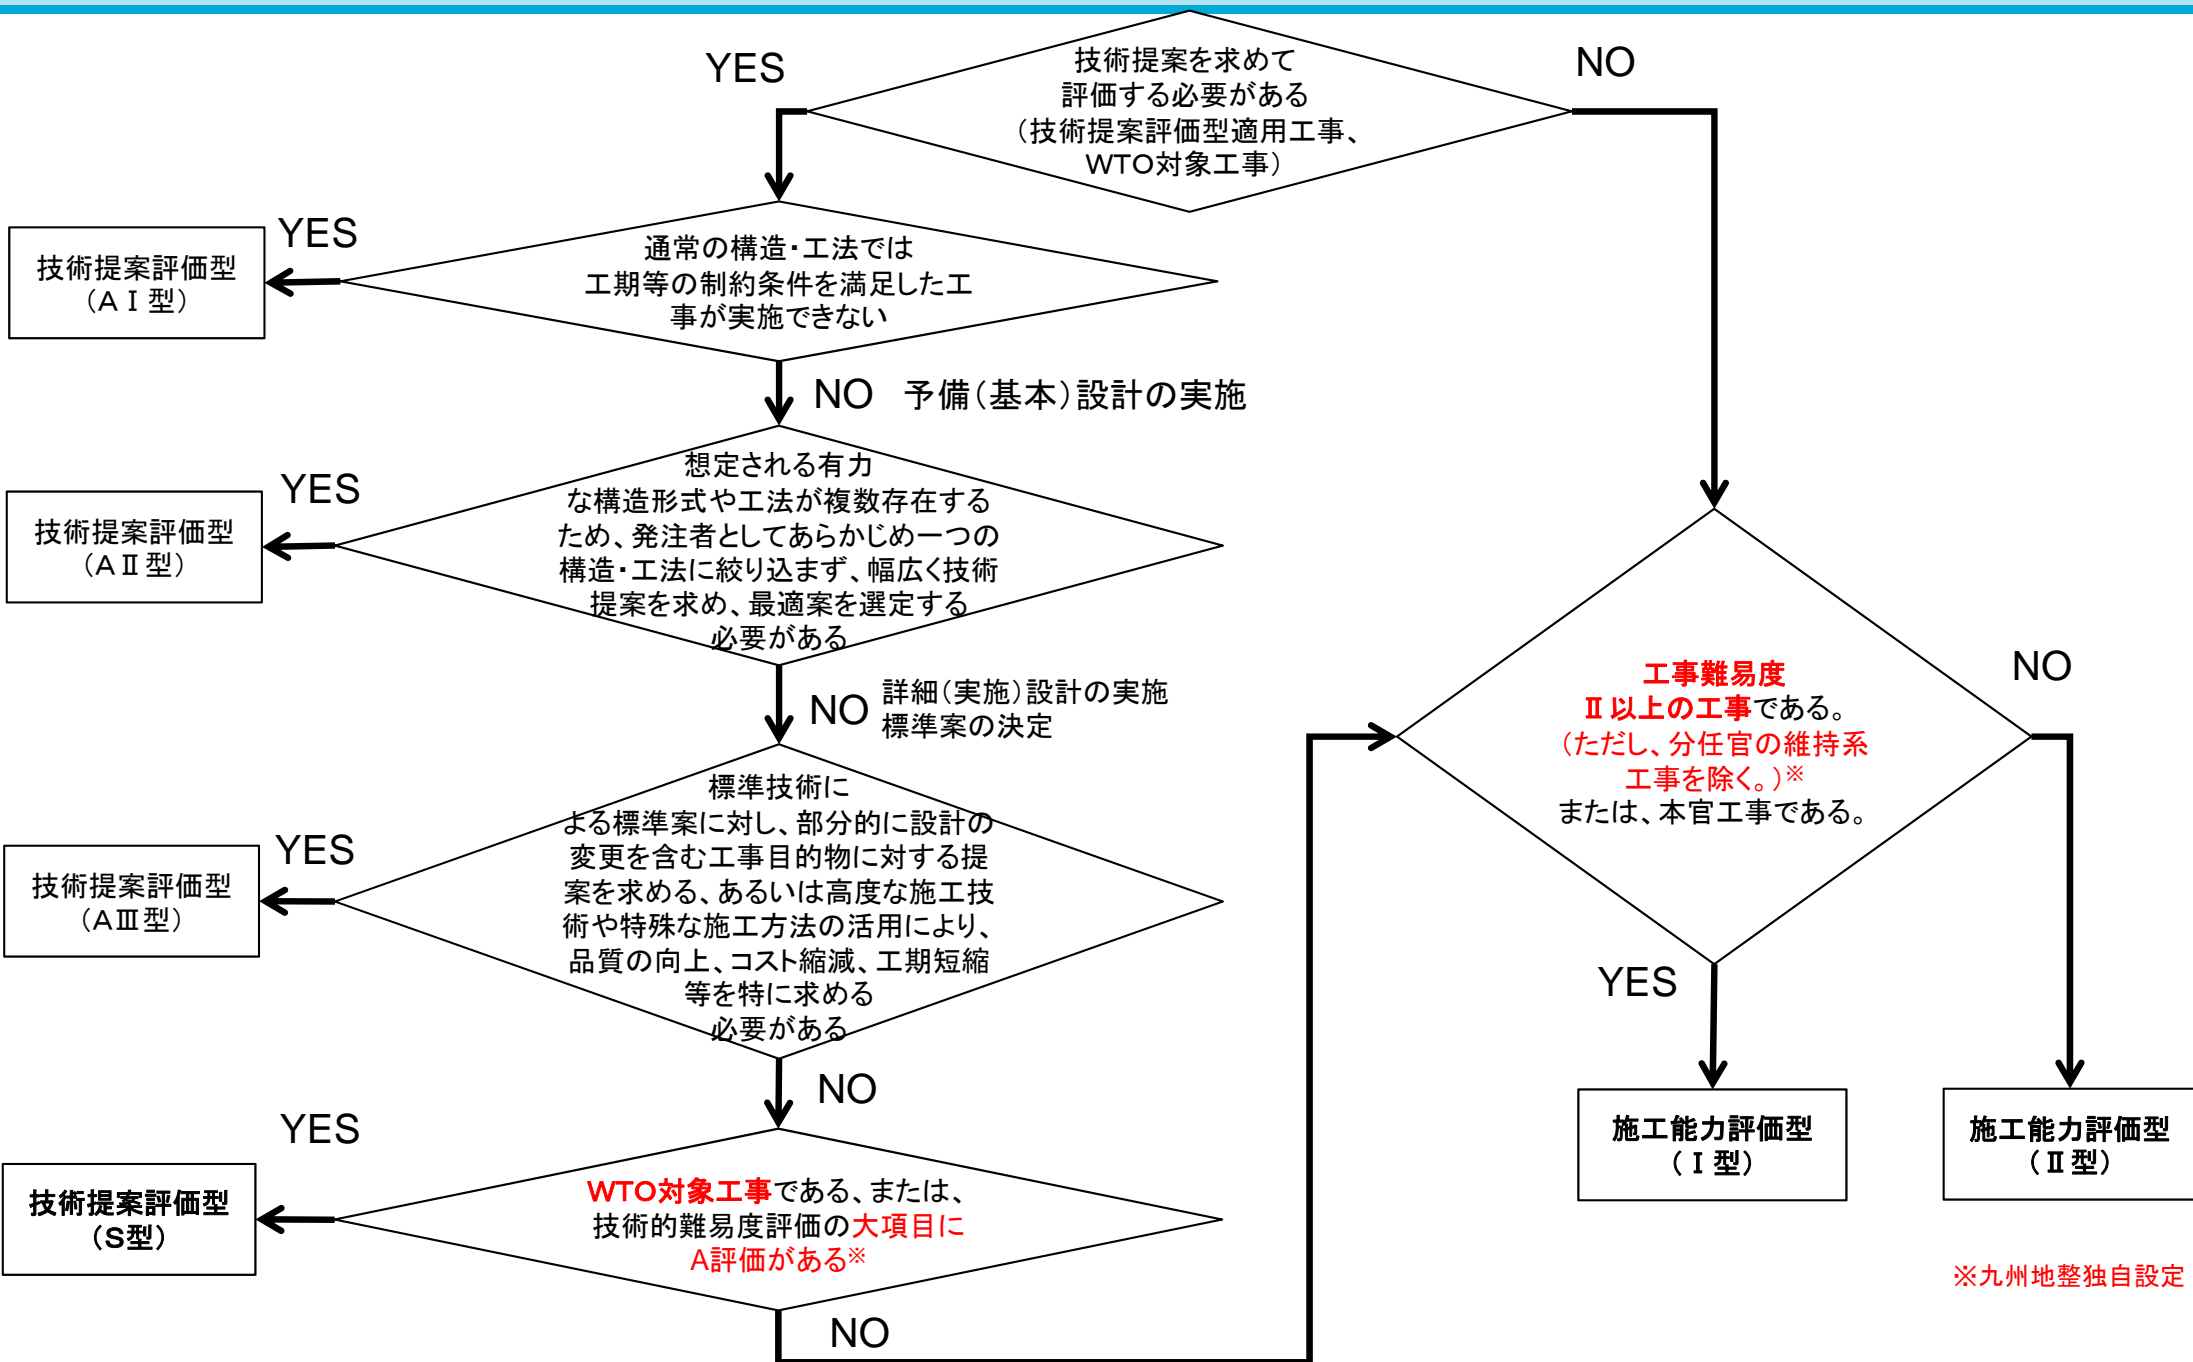 技術提案を求めて
評価する必要がある
（技術提案評価型適用工事、
WTO対象工事）
YES
NO
通常の構造・工法では
工期等の制約条件を満足した工
事が実施できない
YES
技術提案評価型
（AⅠ型）
NO 予備（基本）設計の実施
想定される有力
な構造形式や工法が複数存在する
ため、発注者としてあらかじめ一つの
構造・工法に絞り込まず、幅広く技術
提案を求め、最適案を選定する
必要がある
YES
技術提案評価型
（AⅡ型）
NO
詳細（実施）設計の実施
標準案の決定
標準技術に
よる標準案に対し、部分的に設計の
変更を含む工事目的物に対する提
案を求める、あるいは高度な施工技
術や特殊な施工方法の活用により、
品質の向上、コスト縮減、工期短縮
等を特に求める
必要がある
YES
技術提案評価型
（AⅢ型）
NO
WTO対象工事である、または、
技術的難易度評価の大項目に
A評価がある※
YES
技術提案評価型
（S型）
NO
工事難易度
Ⅱ以上の工事である。
（ただし、分任官の維持系
工事を除く。）※
または、本官工事である。
NO
YES
施工能力評価型
（Ⅰ型）
施工能力評価型
（Ⅱ型）
※九州地整独自設定